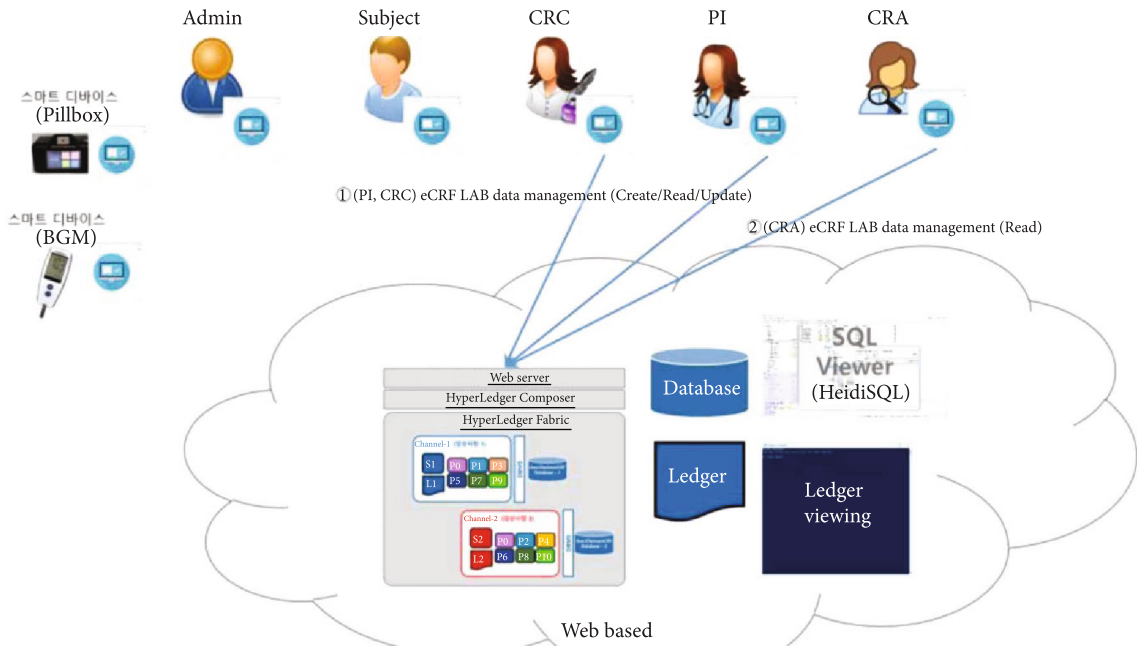 Admin
Subject
CRC
PI
CRA
스마트 디바이스
(Pillbox)
스마트 디바이스
(BGM)
① (PI, CRC) eCRF LAB data management (Create/Read/Update)
② (CRA) eCRF LAB data management (Read)
Web server
HyperLedger Composer
HyperLedger Fabric
Channel-1
S1
P0 P1 P3
L1
P5 P7 P9
Channel-2
S2
P0 P2 P4
L2
P6 P8 P10
Database
SQL
Viewer
(HeidiSQL)
Ledger
Ledger
viewing
Web based